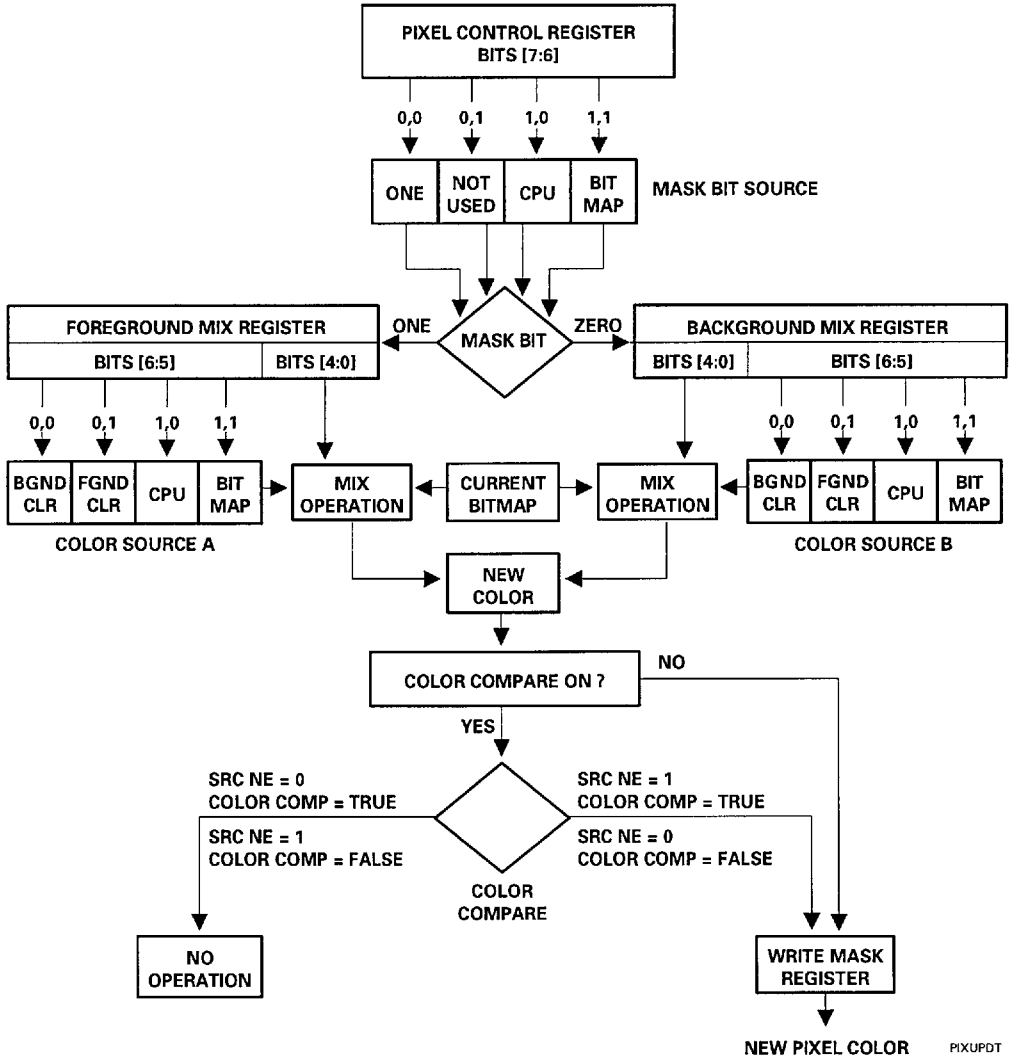 PIXEL CONTROL REGISTER
BITS [7:6]
0,0
0,1
1,0
1,1
ONE
NOT
USED
CPU
BIT
MAP
MASK BIT SOURCE
FOREGROUND MIX REGISTER
BITS [6:5]
BITS [4:0]
ONE
MASK BIT
ZERO
BACKGROUND MIX REGISTER
BITS [4:0]
BITS [6:5]
0,0
0,1
1,0
1,1
0,0
0,1
1,0
1,1
BGND
CLR
FGND
CLR
CPU
BIT
MAP
MIX
OPERATION
CURRENT
BITMAP
MIX
OPERATION
BGND
CLR
FGND
CLR
CPU
BIT
MAP
COLOR SOURCE A
COLOR SOURCE B
NEW
COLOR
COLOR COMPARE ON ?
NO
YES
SRC NE = 0
COLOR COMP = TRUE
SRC NE = 1
COLOR COMP = FALSE
SRC NE = 1
COLOR COMP = TRUE
SRC NE = 0
COLOR COMP = FALSE
COLOR
COMPARE
NO
OPERATION
WRITE MASK
REGISTER
NEW PIXEL COLOR
PIXUPDT